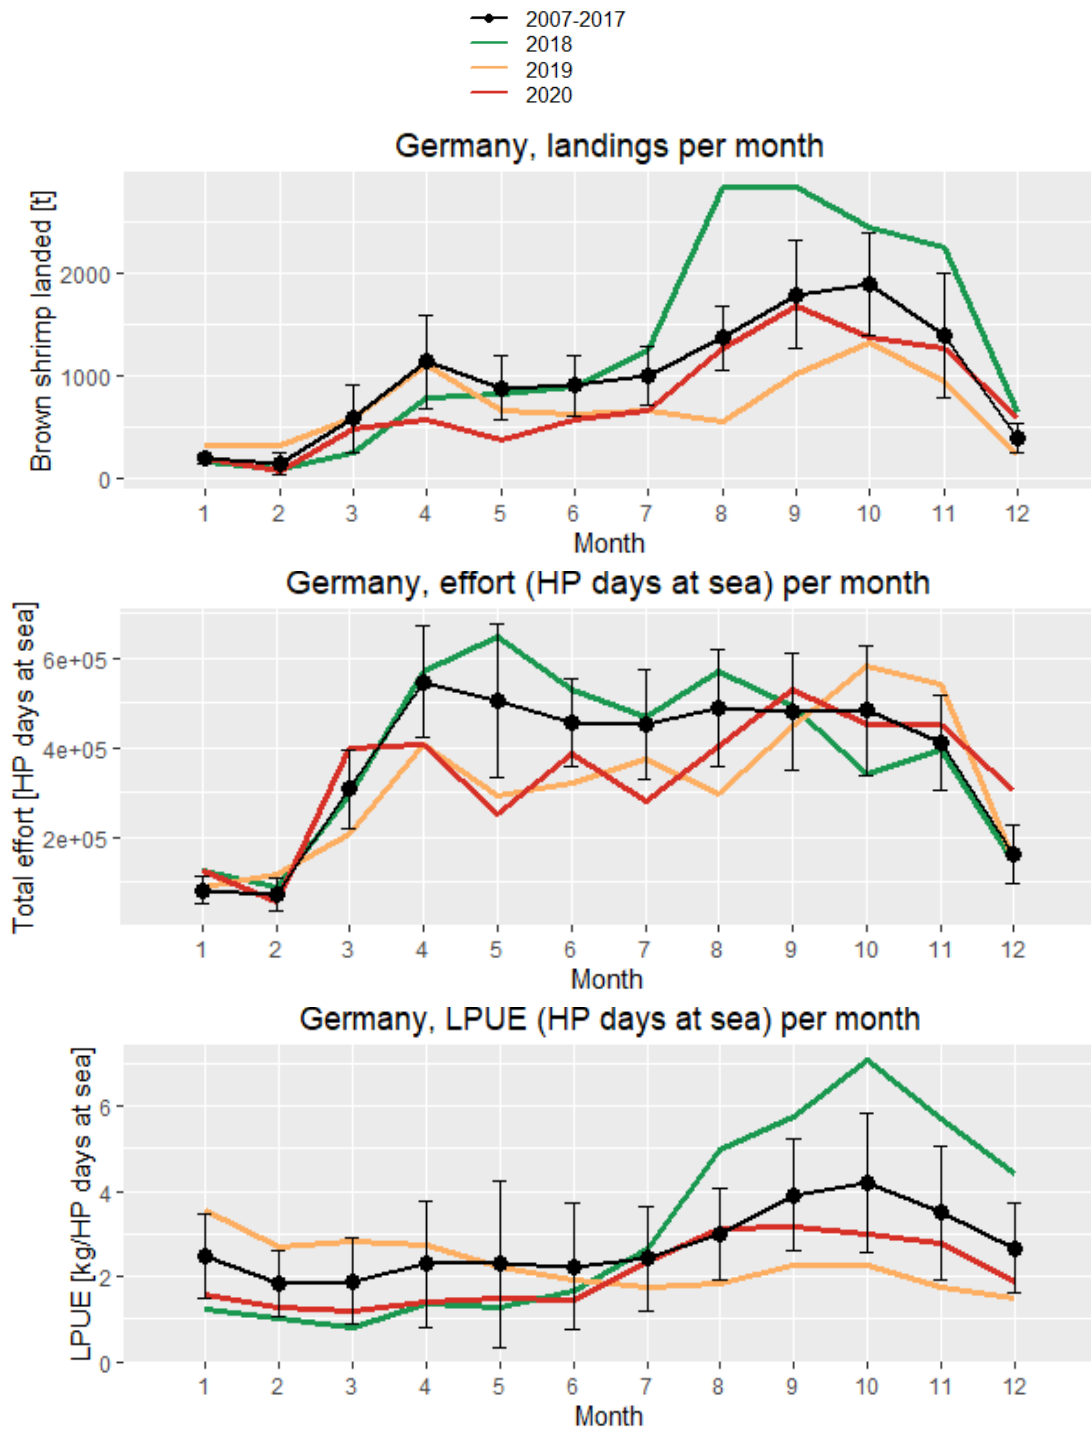 2007-2017
2018
2019
2020
Germany, landings per month
Brown shrimp landed [t]
2000
1000
0
1 2 3 4 5 6 7 8 9 10 11 12
Month
Germany, effort (HP days at sea) per month
Total effort [HP days at sea]
6e+05
4e+05
2e+05
1 2 3 4 5 6 7 8 9 10 11 12
Month
Germany, LPUE (HP days at sea) per month
LPUE [kg/HP days at sea]
6
4
2
0
1 2 3 4 5 6 7 8 9 10 11 12
Month